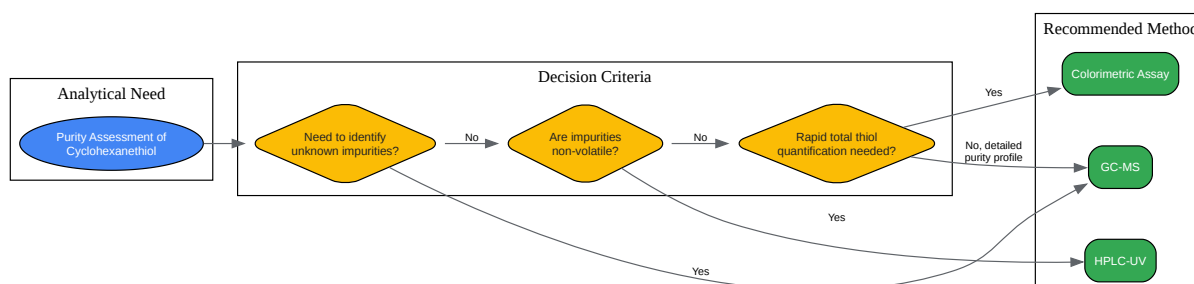 Recommended Method
Colorimetric Assay
Decision Criteria
Analytical Need
Yes
Purity Assessment of
Cyclohexanethiol
Need to identify
unknown impurities?
No
Are impurities
non-volatile?
No
Rapid total thiol
quantification needed?
No, detailed
purity profile
GC-MS
Yes
HPLC-UV
Yes